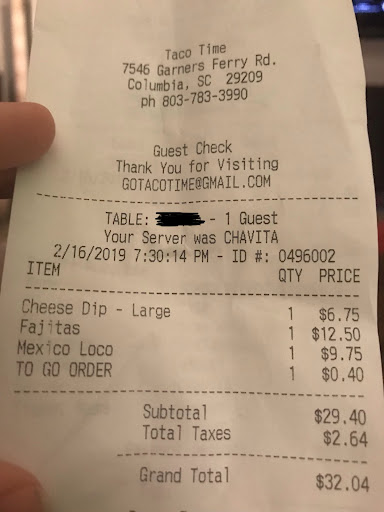 Taco Time
7546 Garners Ferry Rd.
Columbia, SC 29209
ph 803-783-3990
Guest Check
Thank You for Visiting
GOTACOTIME@GMAIL.COM
TABLE: - 1 Guest
Your Server was CHAVITA
2/16/2019 7:30:14 PM - ID #: 0496002
ITEM QTY PRICE
Cheese Dip - Large 1 $6.75
Fajitas 1 $12.50
Mexico Loco 1 $9.75
TO GO ORDER 1 $0.40
Subtotal $29.40
Total Taxes $2.64
Grand Total $32.04